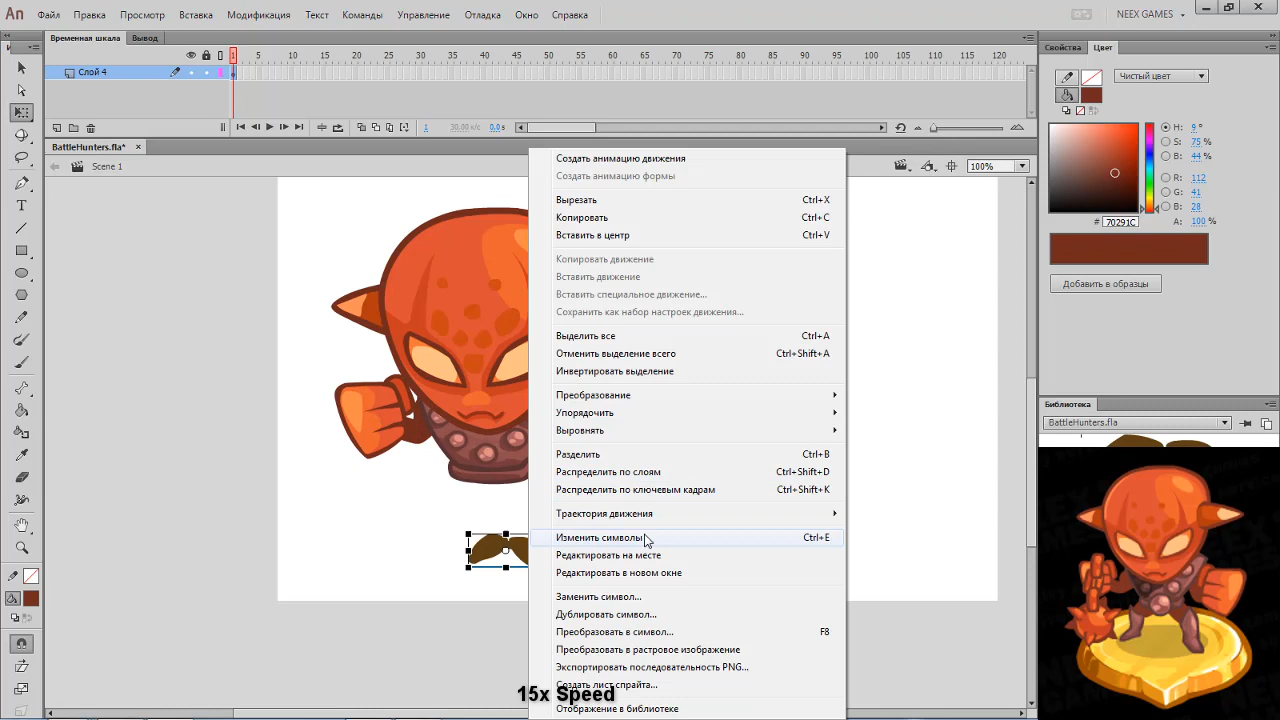 An Файл Правка Просмотр Вставка Модификация Текст Команды Управление Отладка Окно Справка NEEX GAMES
Временная шкала Вывод
1 5 10 15 20 25 30 35 40 45 50 55 60 65 70 75 80 85 90 95 100 105 110 115 120
Слой 4
1 30.00 к/с 0.0 s
BattleHunters.fla* ×
Scene 1
100%
Создать анимацию движения
Создать анимацию формы
Вырезать Ctrl+X
Копировать Ctrl+C
Вставить в центр Ctrl+V
Копировать движение
Вставить движение
Вставить специальное движение...
Сохранить как набор настроек движения...
Выделить все Ctrl+A
Отменить выделение всего Ctrl+Shift+A
Инвертировать выделение
Преобразование
Упорядочить
Выровнять
Разделить Ctrl+B
Распределить по слоям Ctrl+Shift+D
Распределить по ключевым кадрам Ctrl+Shift+K
Траектория движения
Изменить символы Ctrl+E
Редактировать на месте
Редактировать в новом окне
Заменить символ...
Дублировать символ...
Преобразовать в символ... F8
Преобразовать в растровое изображение
Экспортировать последовательность PNG...
Создать лист спрайта...
Отображение в библиотеке
15x Speed
Свойства Цвет
Чистый цвет
H: 9 °
S: 75 %
B: 44 %
R: 112
G: 41
B: 28
# 70291C A: 100 %
Добавить в образцы
Библиотека
BattleHunters.fla